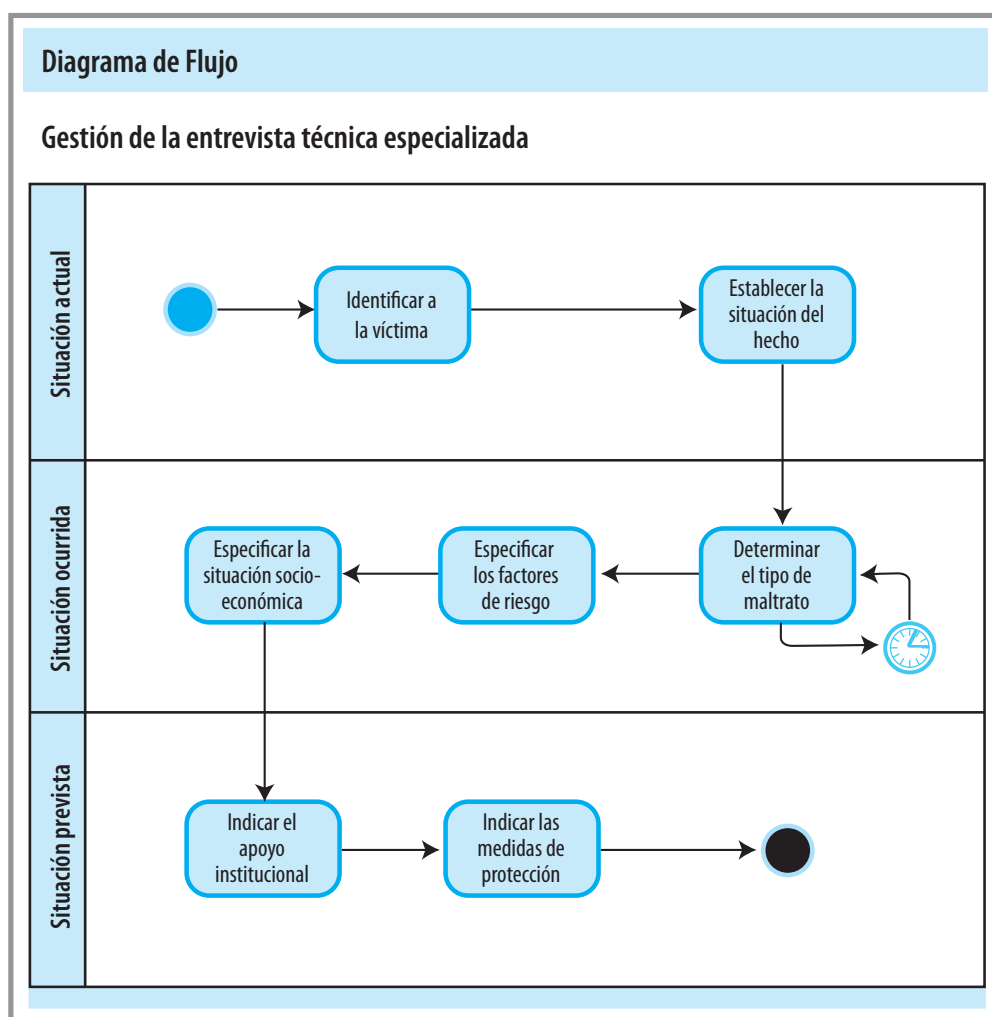 Diagrama de Flujo
Gestión de la entrevista técnica especializada
Situación actual
Identificar a
la víctima
Establecer la
situación del
hecho
Situación ocurrida
Especificar la
situación socio-
económica
Especificar
los factores
de riesgo
Determinar
el tipo de
maltrato
Situación prevista
Indicar el
apoyo
institucional
Indicar las
medidas de
protección